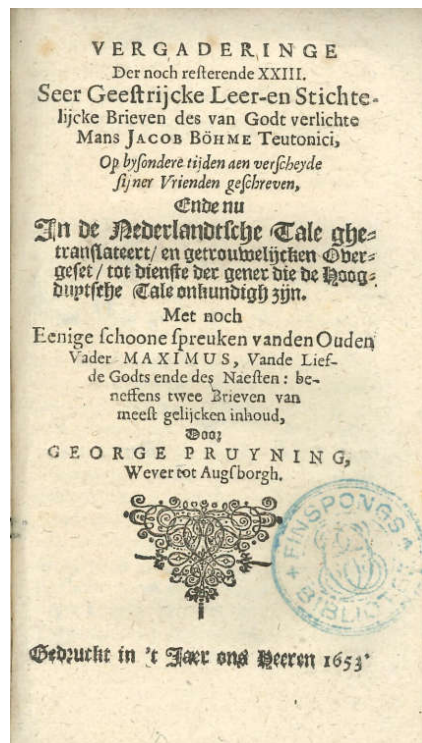 VERGADERINGE
Der noch reſterende XXIII.
Seer Geeſtrijcke Leer-en Stichte-
lijcke Brieven des van Godt verlichte
Mans JACOB BÖHME Teutonici,
Op byſondere tijden aen verſcheyde
ſijner Vrienden geſchreven,
Ende nu
In de Nederlandtſche Tale ghe-
tranſlateert/ en getrouwelijcken Over-
geſet/ tot dienſte der gener die de Hoog-
duytſche Tale onkundigh zijn.
Met noch
Eenige ſchoone ſpreuken vanden Ouden
Vader MAXIMUS, Vande Lief-
de Godts ende des Naeſten: be-
neffens twee Brieven van
meeſt gelijcken inhoud,
Door
GEORGE PRUYNING,
Wever tot Augſborgh.
FINSPONGS
BIBLIOTEK
Gedruckt in 't Jaer ons Heeren 1653.